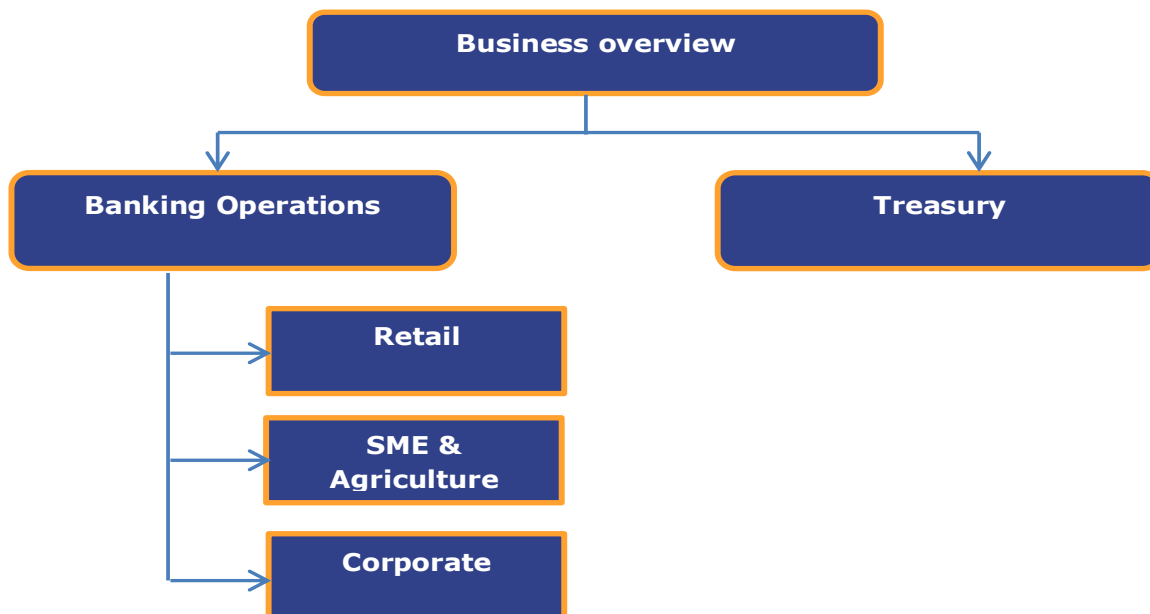 Business overview
Banking Operations
Treasury
Retail
SME &
Agriculture
Corporate